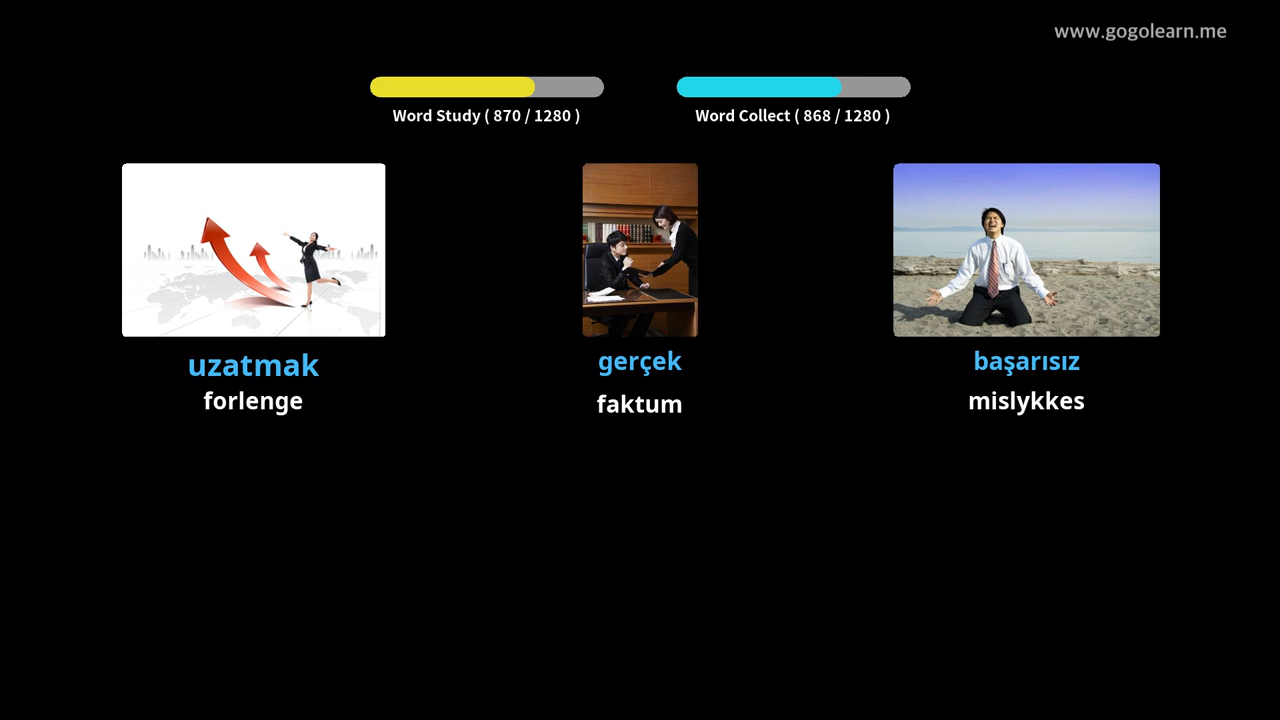 www.gogolearn.me
Word Study ( 870 / 1280 )
Word Collect ( 868 / 1280 )
uzatmak
forlenge
gerçek
faktum
başarısız
mislykkes